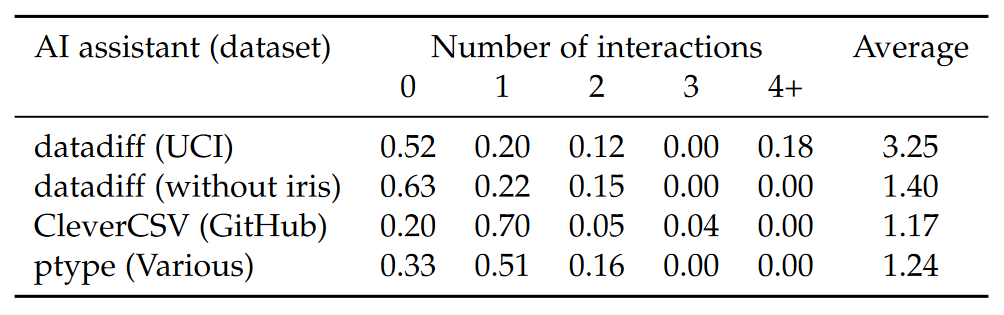 AI assistant (dataset) Number of interactions Average
0 1 2 3 4+
datadiff (UCI) 0.52 0.20 0.12 0.00 0.18 3.25
datadiff (without iris) 0.63 0.22 0.15 0.00 0.00 1.40
CleverCSV (GitHub) 0.20 0.70 0.05 0.04 0.00 1.17
ptype (Various) 0.33 0.51 0.16 0.00 0.00 1.24